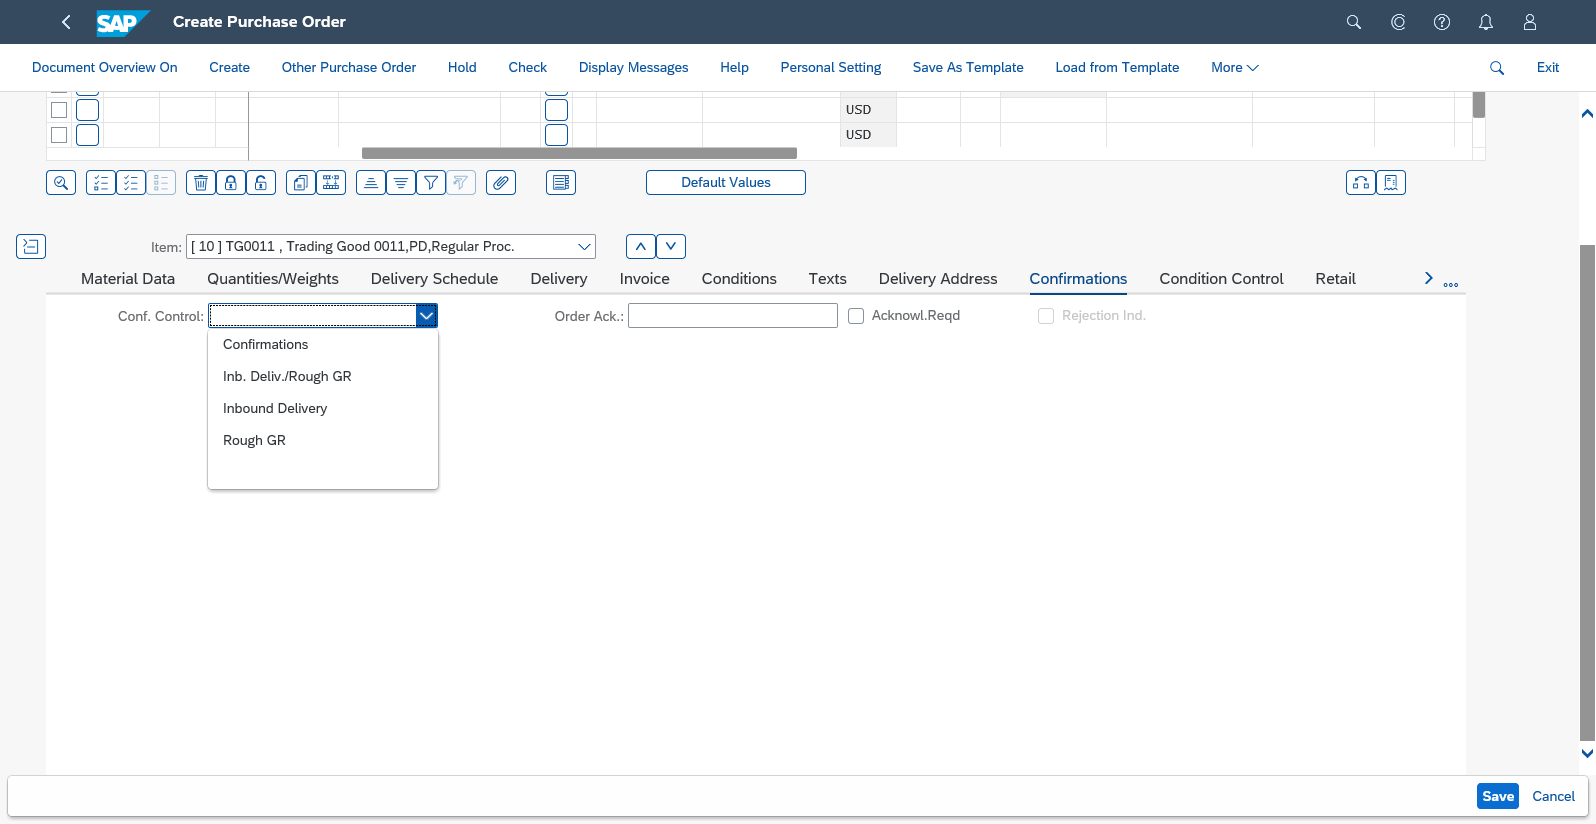 SAP Create Purchase Order
Document Overview On Create Other Purchase Order Hold Check Display Messages Help Personal Setting Save As Template Load from Template More Exit
USD
USD
Default Values
Item: [ 10 ] TG0011 , Trading Good 0011,PD,Regular Proc.
Material Data Quantities/Weights Delivery Schedule Delivery Invoice Conditions Texts Delivery Address Confirmations Condition Control Retail
Conf. Control: Order Ack.: Acknowl.Reqd Rejection Ind.
Confirmations
Inb. Deliv./Rough GR
Inbound Delivery
Rough GR
Save Cancel